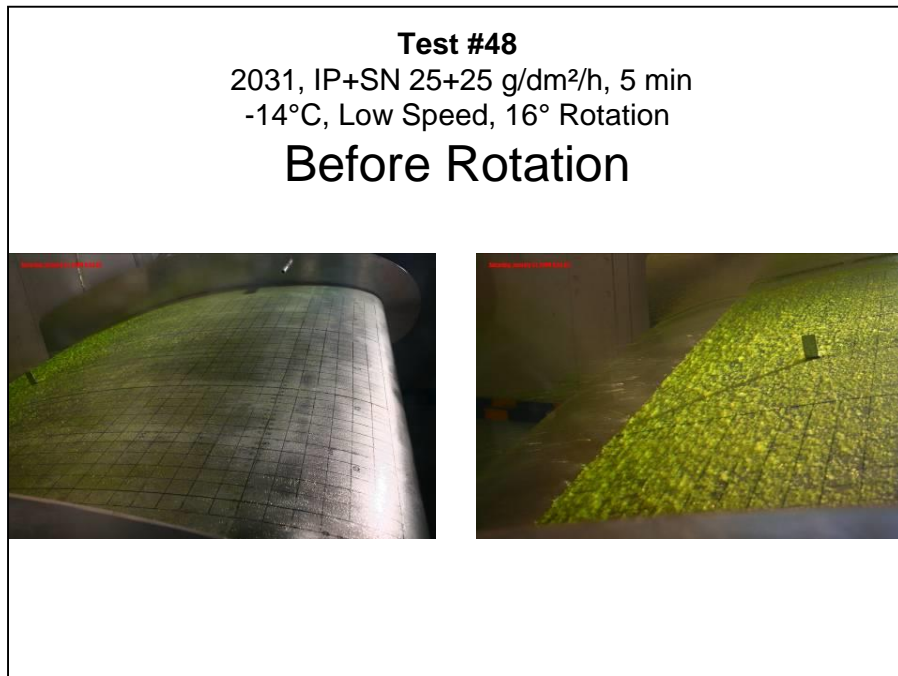 Test #48
2031, IP+SN 25+25 g/dm²/h, 5 min
-14°C, Low Speed, 16° Rotation
Before Rotation